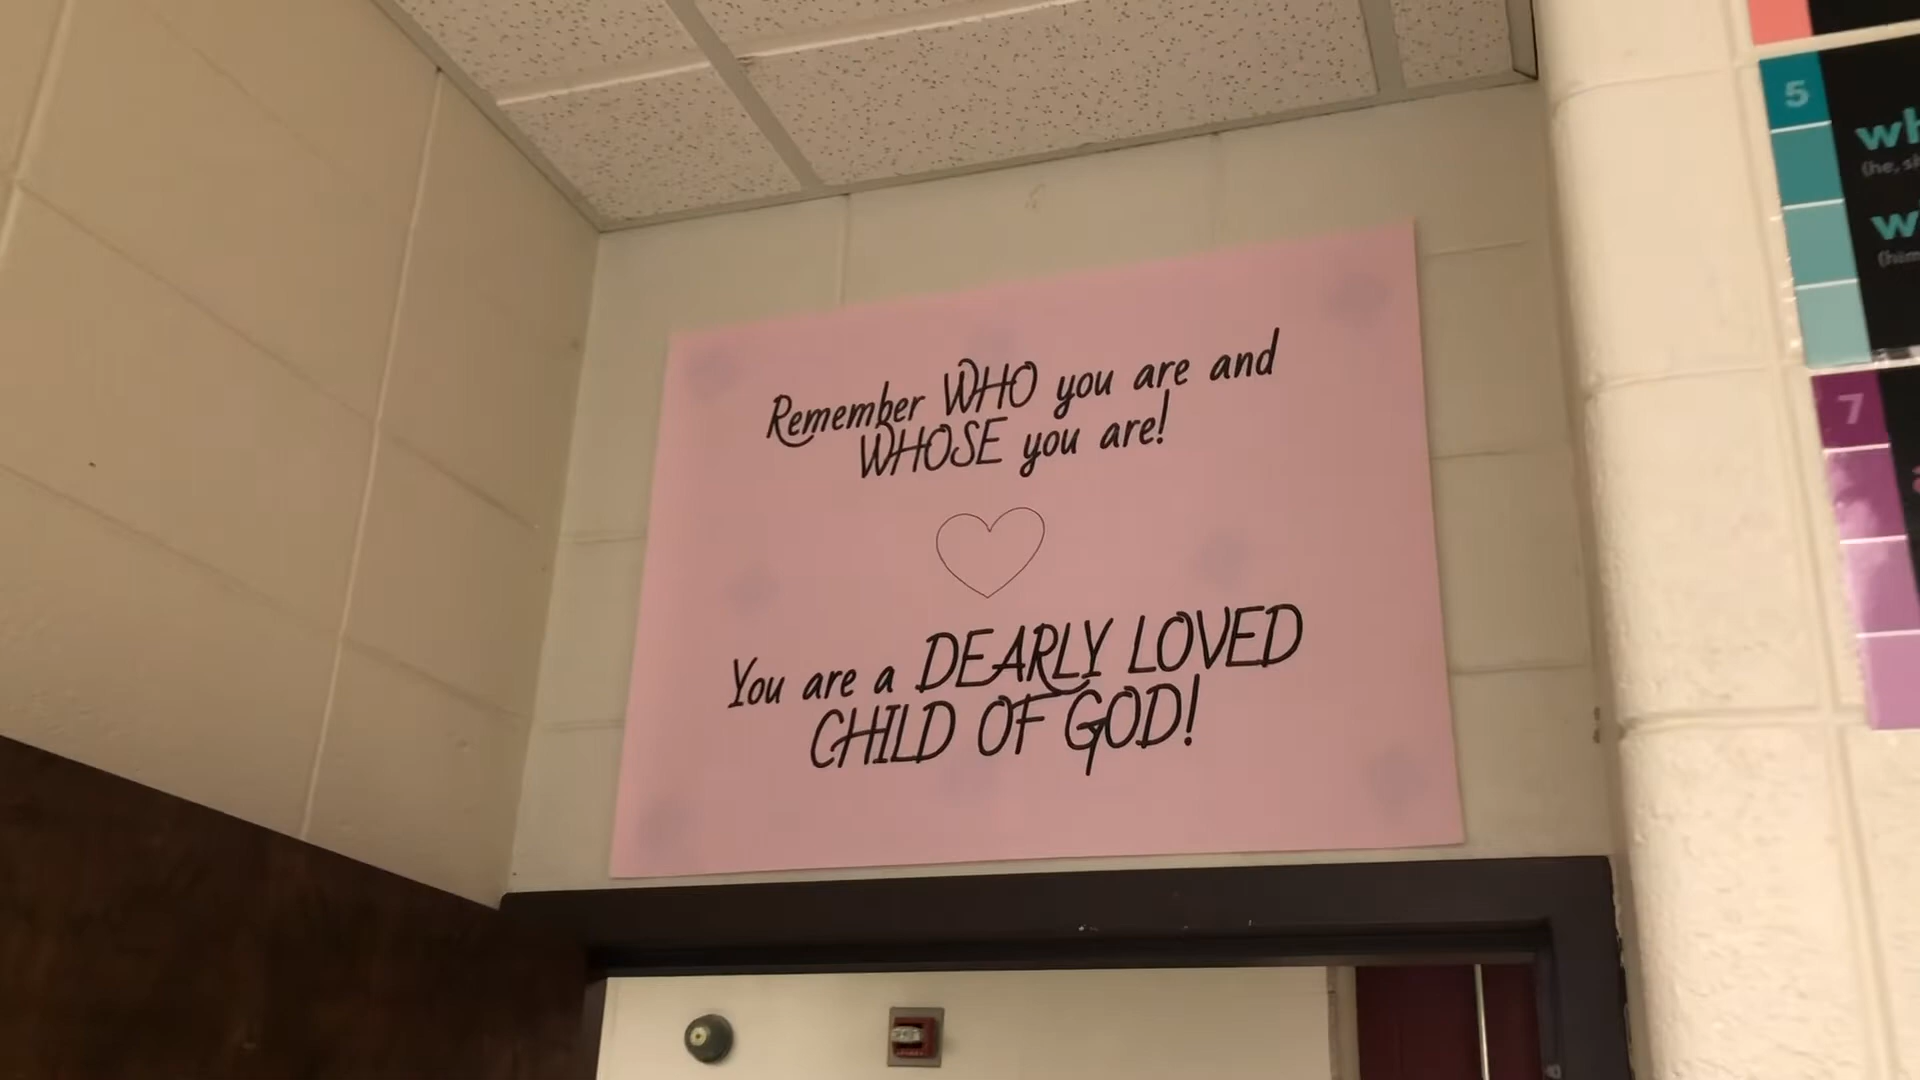 Remember WHO you are and
WHOSE you are!
You are a DEARLY LOVED
CHILD OF GOD!
5
7